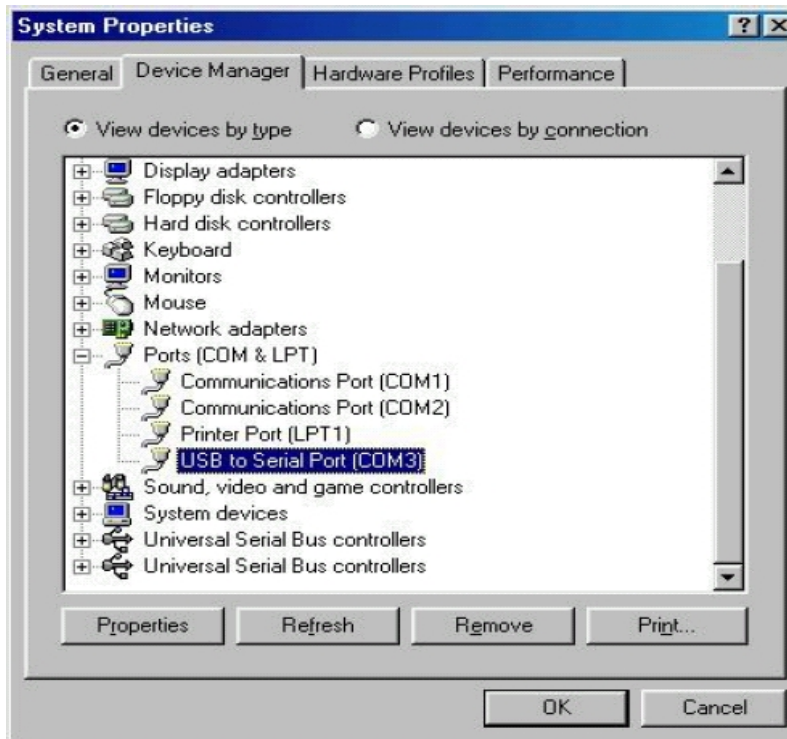 System Properties
General Device Manager Hardware Profiles Performance
View devices by type View devices by connection
Display adapters
Floppy disk controllers
Hard disk controllers
Keyboard
Monitors
Mouse
Network adapters
Ports (COM & LPT)
Communications Port (COM1)
Communications Port (COM2)
Printer Port (LPT1)
USB to Serial Port (COM3)
Sound, video and game controllers
System devices
Universal Serial Bus controllers
Universal Serial Bus controllers
Properties Refresh Remove Print...
OK Cancel